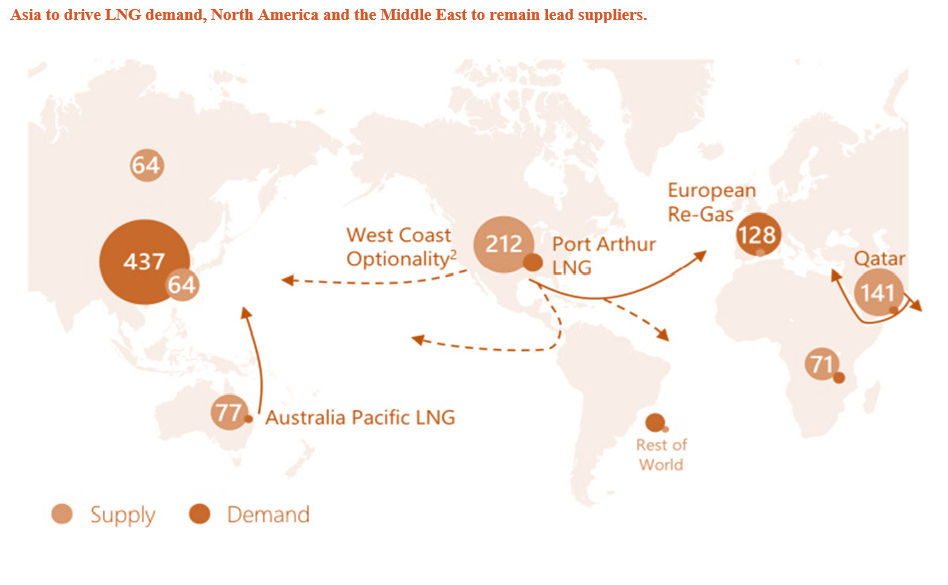 Asia to drive LNG demand, North America and the Middle East to remain lead suppliers.
64
437
64
West Coast
Optionality²
212
Port Arthur
LNG
European
Re-Gas
128
Qatar
141
71
77
Australia Pacific LNG
Rest of
World
Supply
Demand